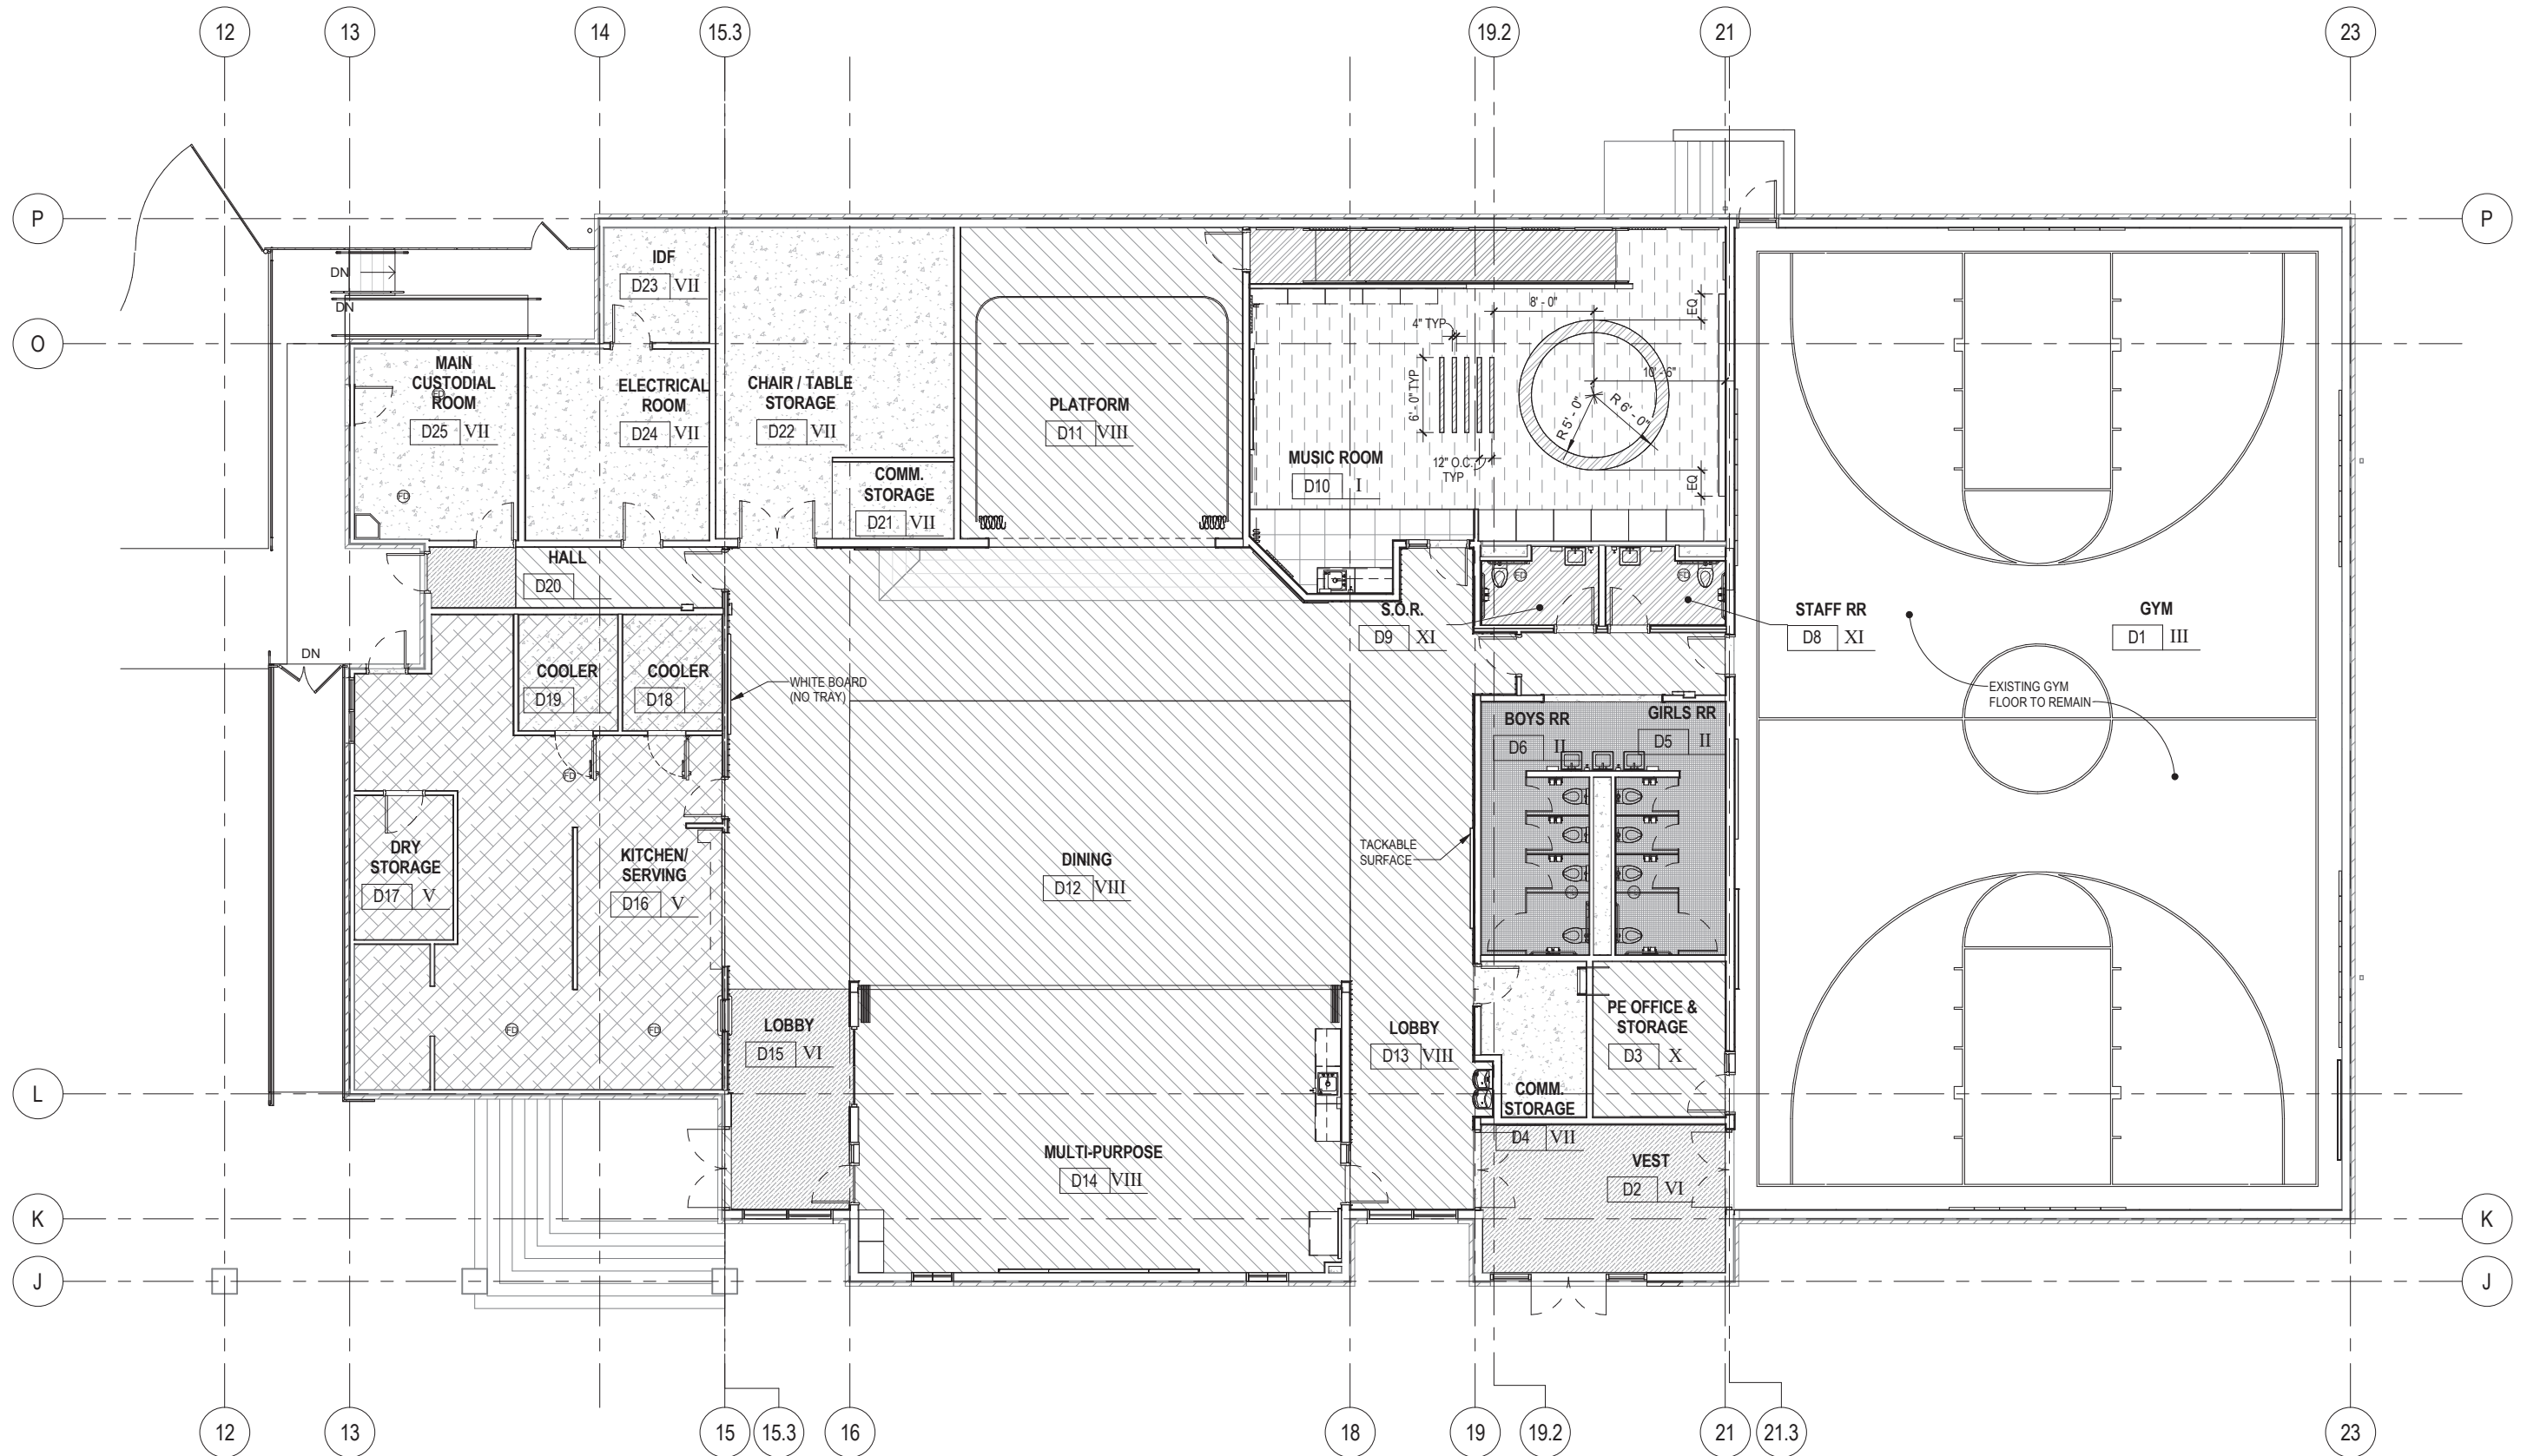 12
13
14
15.3
19.2
21
23
P
P
O
DN
DN
IDF
D23 VII
MAIN
CUSTODIAL
ROOM
FD
D25 VII
FD
ELECTRICAL
ROOM
D24 VII
CHAIR / TABLE
STORAGE
D22 VII
COMM.
STORAGE
D21 VII
PLATFORM
D11 VIII
8' - 0"
4" TYP
6' - 0" TYP
12" O.C.
TYP
EQ
10' - 6"
R 5' - 0"
R 6' - 0"
EQ
MUSIC ROOM
D10 I
HALL
D20
S.O.R.
D9 XI
FD
FD
STAFF RR
D8 XI
GYM
D1 III
DN
COOLER
D19
COOLER
D18
WHITE BOARD
(NO TRAY)
EXISTING GYM
FLOOR TO REMAIN
BOYS RR
D6 II
GIRLS RR
D5 II
FD
DRY
STORAGE
D17 V
KITCHEN/
SERVING
D16 V
DINING
D12 VIII
TACKABLE
SURFACE
FD
FD
LOBBY
D15 VI
LOBBY
D13 VIII
PE OFFICE &
STORAGE
D3 X
L
L
COMM.
STORAGE
D4 VII
MULTI-PURPOSE
D14 VIII
VEST
D2 VI
K
K
J
J
12
13
15
15.3
16
18
19
19.2
21
21.3
23